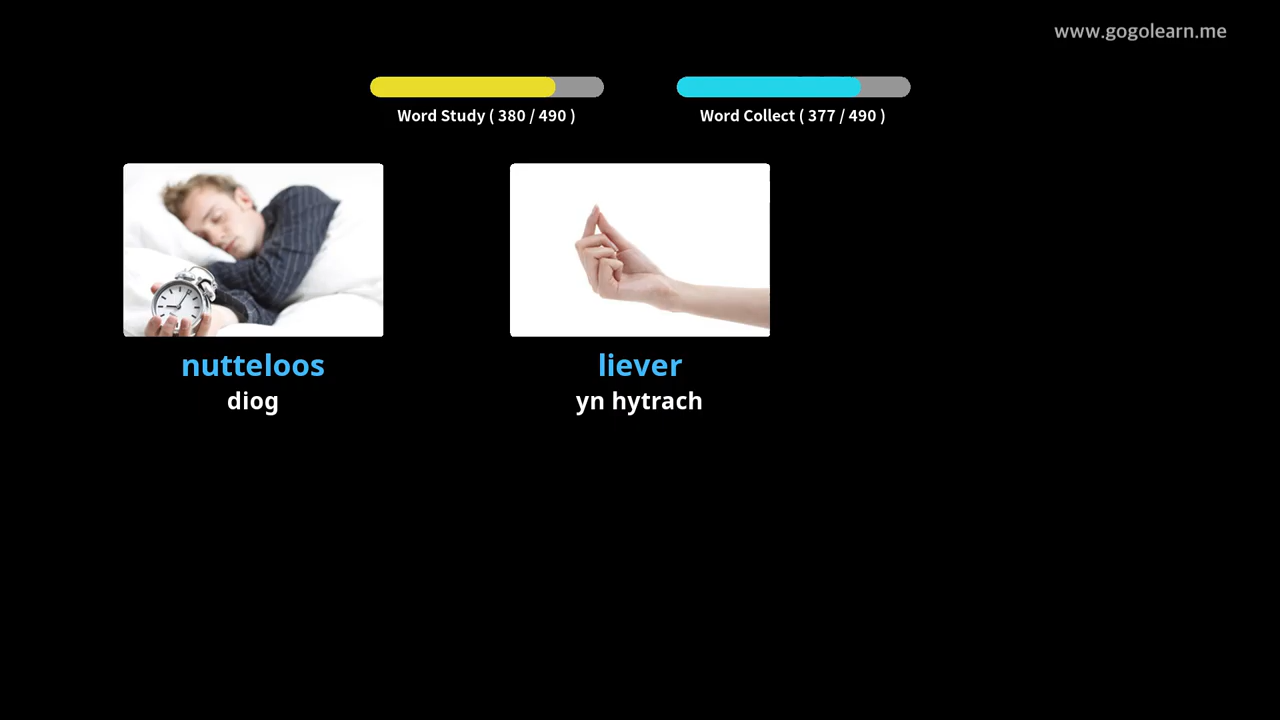 www.gogolearn.me
Word Study ( 380 / 490 )
Word Collect ( 377 / 490 )
nutteloos
diog
liever
yn hytrach